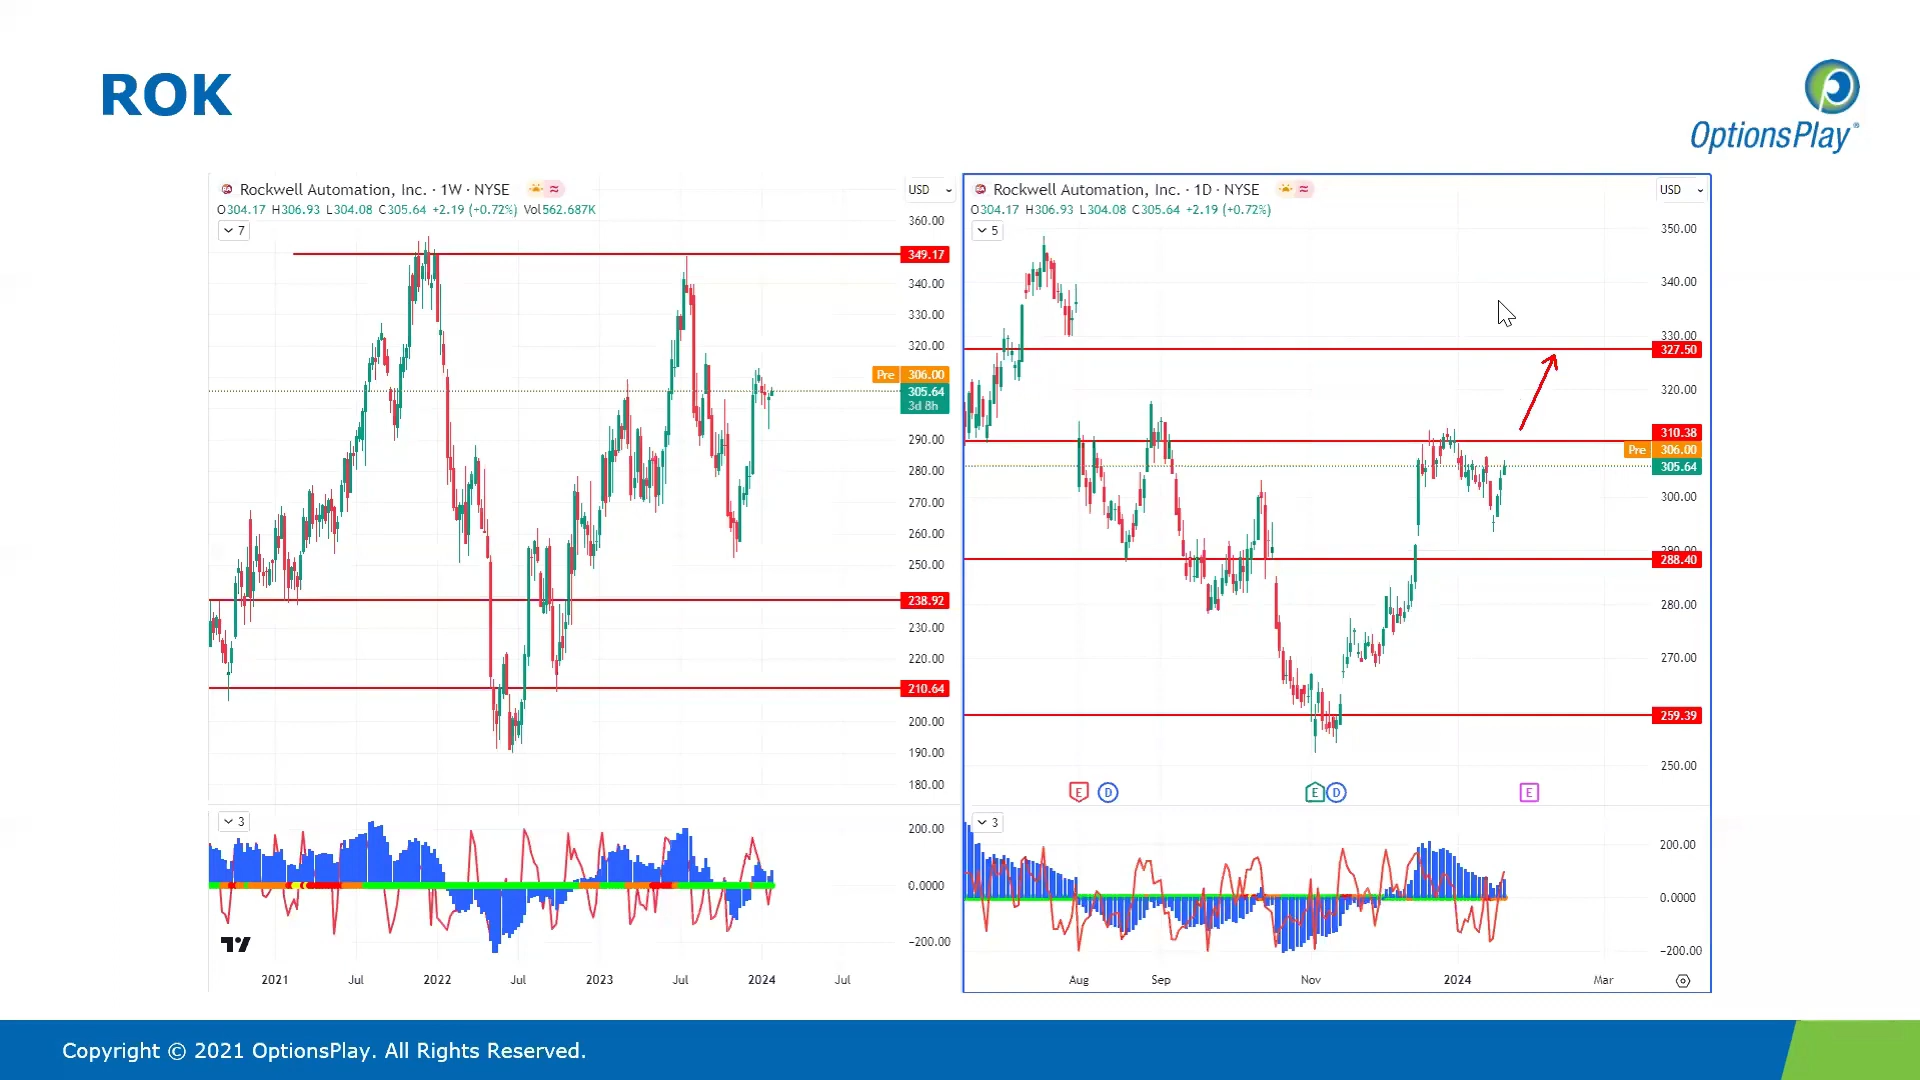 ROK
OptionsPlay®
Rockwell Automation, Inc. · 1W · NYSE
USD
O304.17 H306.93 L304.08 C305.64 +2.19 (+0.72%) Vol562.687K
7
360.00
349.17
340.00
330.00
320.00
Pre 306.00
305.64
3d 8h
290.00
280.00
270.00
260.00
250.00
238.92
230.00
220.00
210.64
200.00
190.00
180.00
3
200.00
0.0000
−200.00
2021 Jul 2022 Jul 2023 Jul 2024 Jul
Rockwell Automation, Inc. · 1D · NYSE
USD
O304.17 H306.93 L304.08 C305.64 +2.19 (+0.72%)
5
350.00
340.00
330.00
327.50
320.00
310.38
Pre 306.00
305.64
300.00
290.00
288.40
280.00
270.00
259.39
250.00
E D E D E
3
200.00
0.0000
−200.00
Aug Sep Nov 2024 Mar
Copyright © 2021 OptionsPlay. All Rights Reserved.